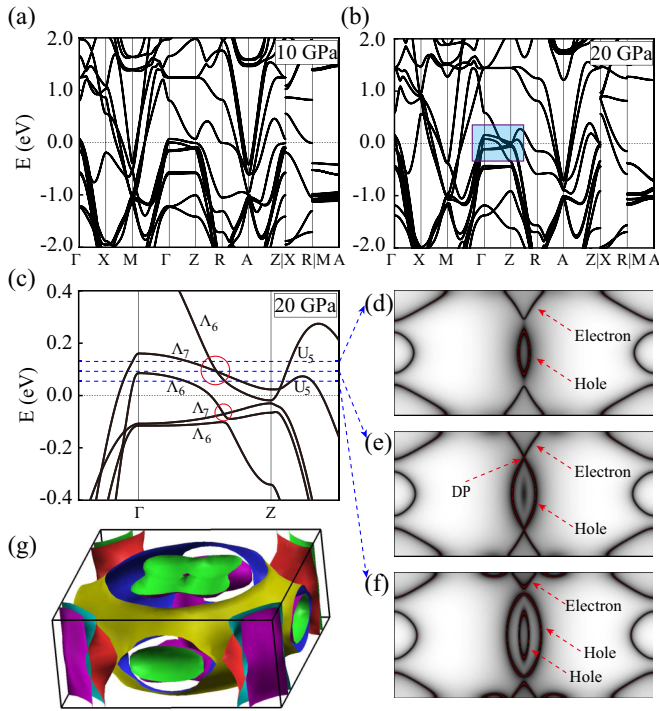 (a)
10 GPa
E (eV)
2.0
1.0
0.0
-1.0
-2.0
Γ X M Γ Z R A Z|X R|M A
(b)
20 GPa
2.0
1.0
0.0
-1.0
-2.0
Γ X M Γ Z R A Z|X R|M A
(c)
20 GPa
E (eV)
0.4
0.2
0.0
-0.2
-0.4
Λ6
Λ7
Λ6
Λ7
Λ6
U5
U5
Γ Z
(d)
Electron
Hole
(e)
Electron
DP
Hole
(f)
Electron
Hole
Hole
(g)